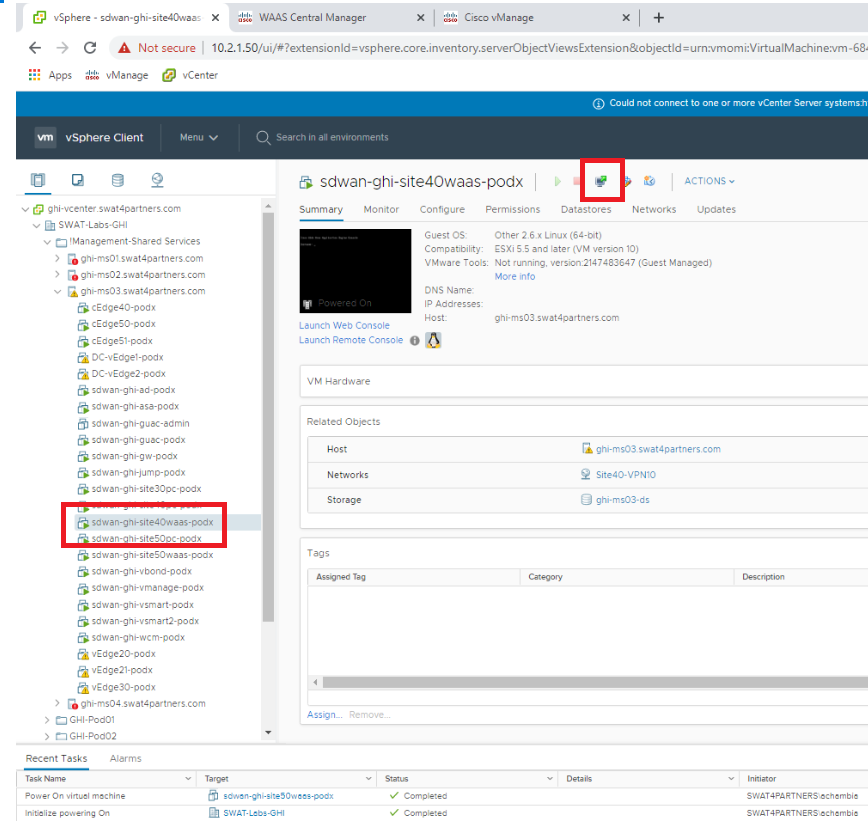 vSphere - sdwan-ghi-site40waas
WAAS Central Manager
Cisco vManage
Not secure
10.2.1.50/ui/#?extensionId=vsphere.core.inventory.serverObjectViewsExtension&objectId=urn:vmomi:VirtualMachine:vm-684
Apps
vManage
vCenter
Could not connect to one or more vCenter Server systems:h
vm vSphere Client
Menu
Search in all environments
sdwan-ghi-site40waas-podx
ACTIONS
Summary Monitor Configure Permissions Datastores Networks Updates
ghi-vcenter.swat4partners.com
SWAT-Labs-GHI
!Management-Shared Services
ghi-ms01.swat4partners.com
ghi-ms02.swat4partners.com
ghi-ms03.swat4partners.com
cEdge40-podx
cEdge50-podx
cEdge51-podx
DC-vEdge1-podx
DC-vEdge2-podx
sdwan-ghi-ad-podx
sdwan-ghi-asa-podx
sdwan-ghi-guac-admin
sdwan-ghi-guac-podx
sdwan-ghi-gw-podx
sdwan-ghi-jump-podx
sdwan-ghi-site30pc-podx
sdwan-ghi-site40waas-podx
sdwan-ghi-site50pc-podx
sdwan-ghi-site50waas-podx
sdwan-ghi-vbond-podx
sdwan-ghi-vmanage-podx
sdwan-ghi-vsmart-podx
sdwan-ghi-vsmart2-podx
sdwan-ghi-wcm-podx
vEdge20-podx
vEdge21-podx
vEdge30-podx
ghi-ms04.swat4partners.com
GHI-Pod01
GHI-Pod02
Powered On
Launch Web Console
Launch Remote Console
Guest OS: Other 2.6.x Linux (64-bit)
Compatibility: ESXi 5.5 and later (VM version 10)
VMware Tools: Not running, version:2147483647 (Guest Managed)
More info
DNS Name:
IP Addresses:
Host: ghi-ms03.swat4partners.com
VM Hardware
Related Objects
Host ghi-ms03.swat4partners.com
Networks Site40-VPN10
Storage ghi-ms03-ds
Tags
Assigned Tag Category Description
Assign... Remove...
Recent Tasks Alarms
Task Name Target Status Details Initiator
Power On virtual machine sdwan-ghi-site50waas-podx Completed SWAT4PARTNERS\achambia
Initialize powering On SWAT-Labs-GHI Completed SWAT4PARTNERS\achambia